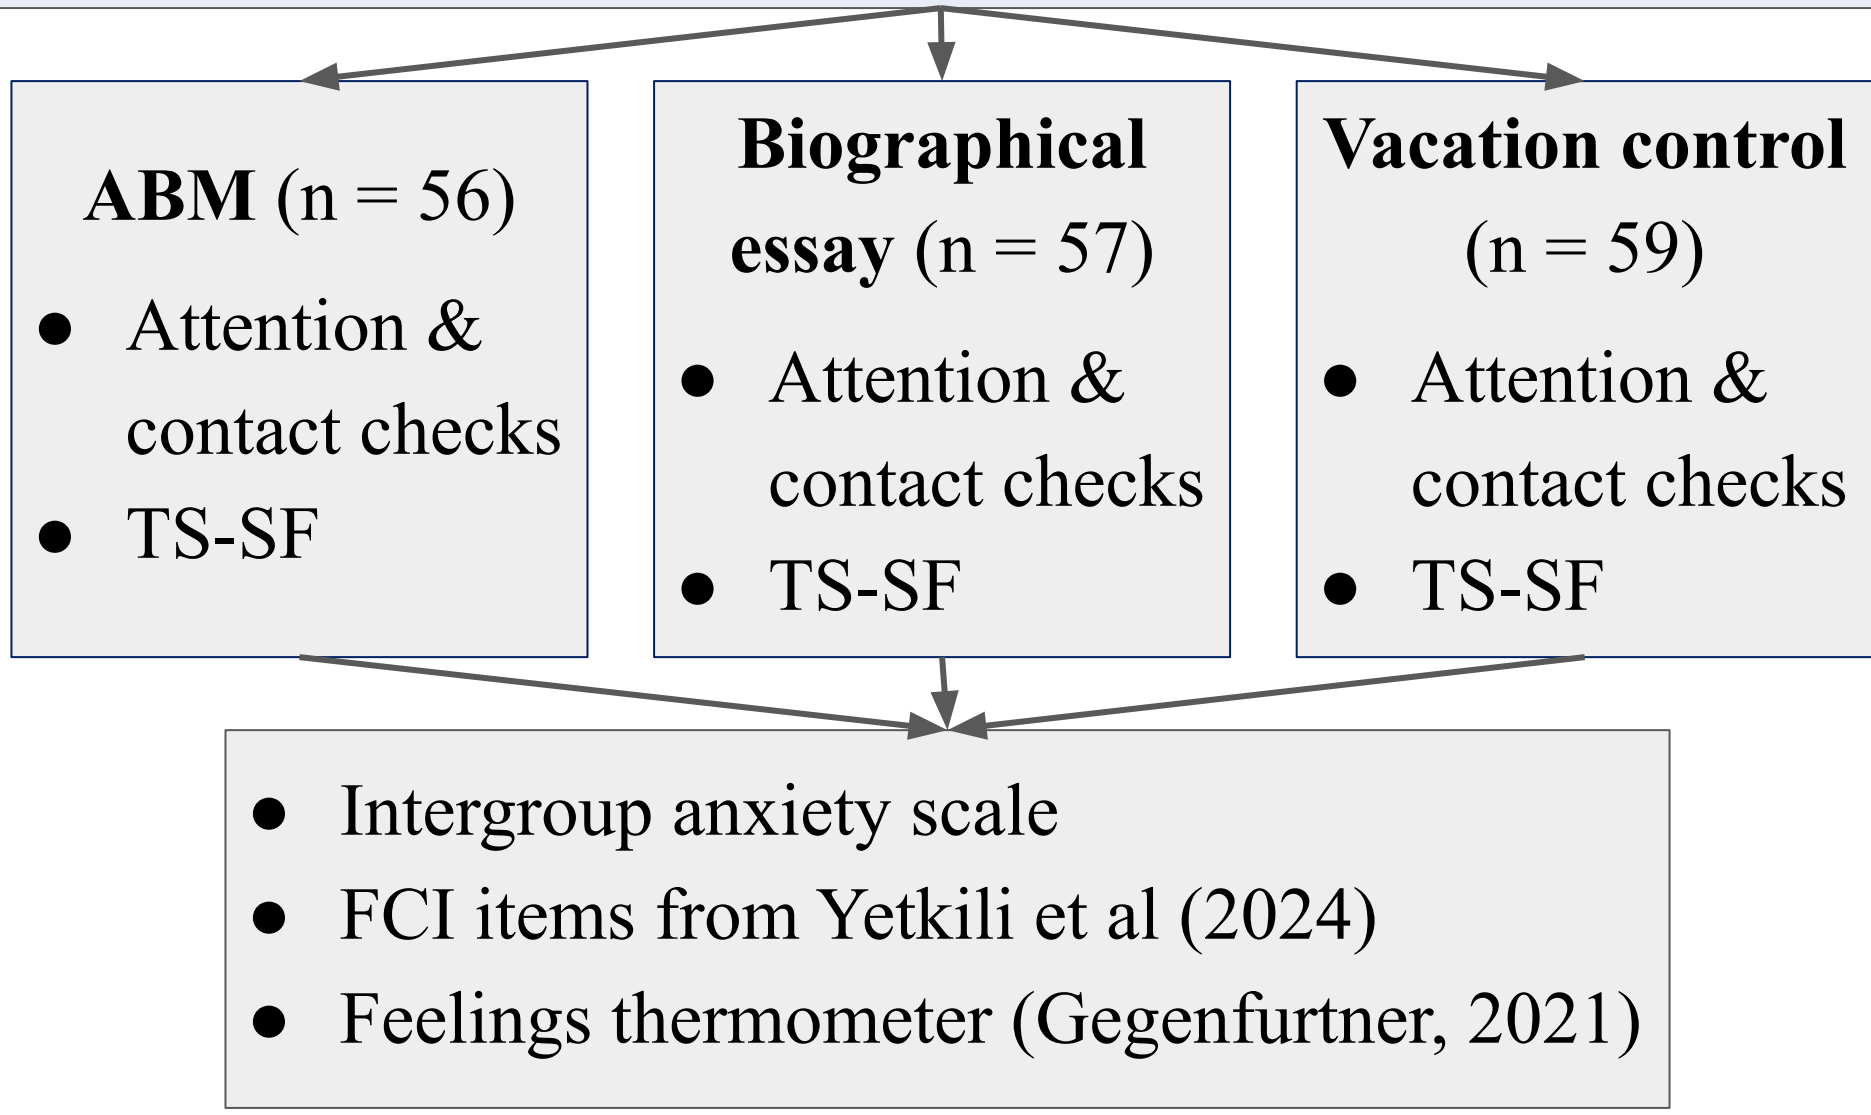 ABM (n = 56)
● Attention &
contact checks
● TS-SF
Biographical
essay (n = 57)
● Attention &
contact checks
● TS-SF
Vacation control
(n = 59)
● Attention &
contact checks
● TS-SF
● Intergroup anxiety scale
● FCI items from Yetkili et al (2024)
● Feelings thermometer (Gegenfurtner, 2021)